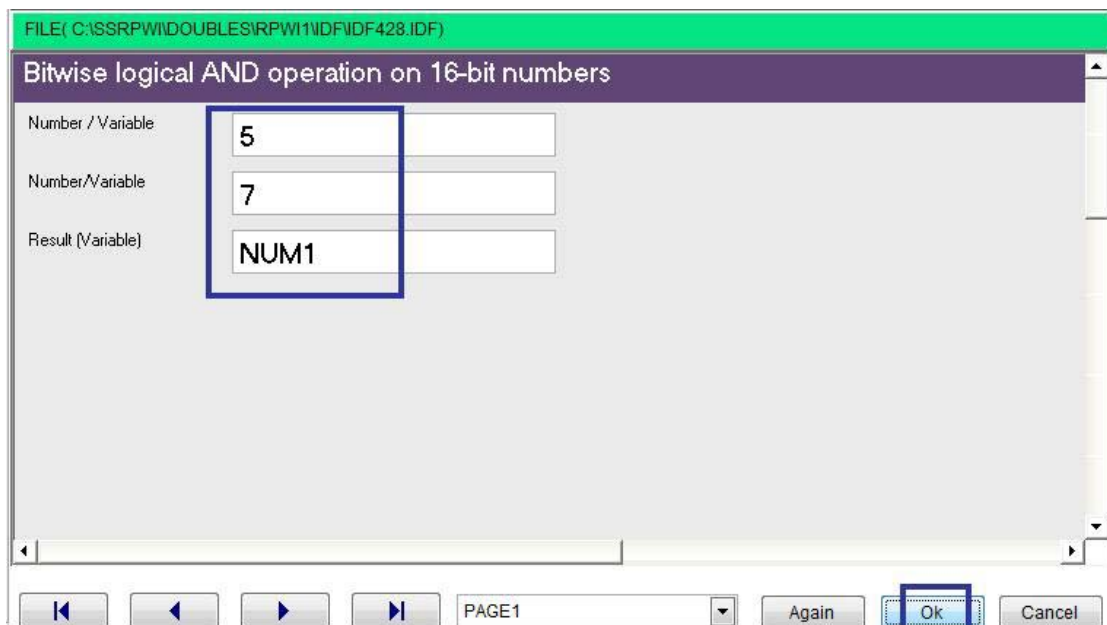 FILE( C:\SSRPWI\DOUBLES\RPWI1\IDF\IDF428.IDF)
Bitwise logical AND operation on 16-bit numbers
Number / Variable
5
Number/Variable
7
Result (Variable)
NUM1
PAGE1
Again
Ok
Cancel